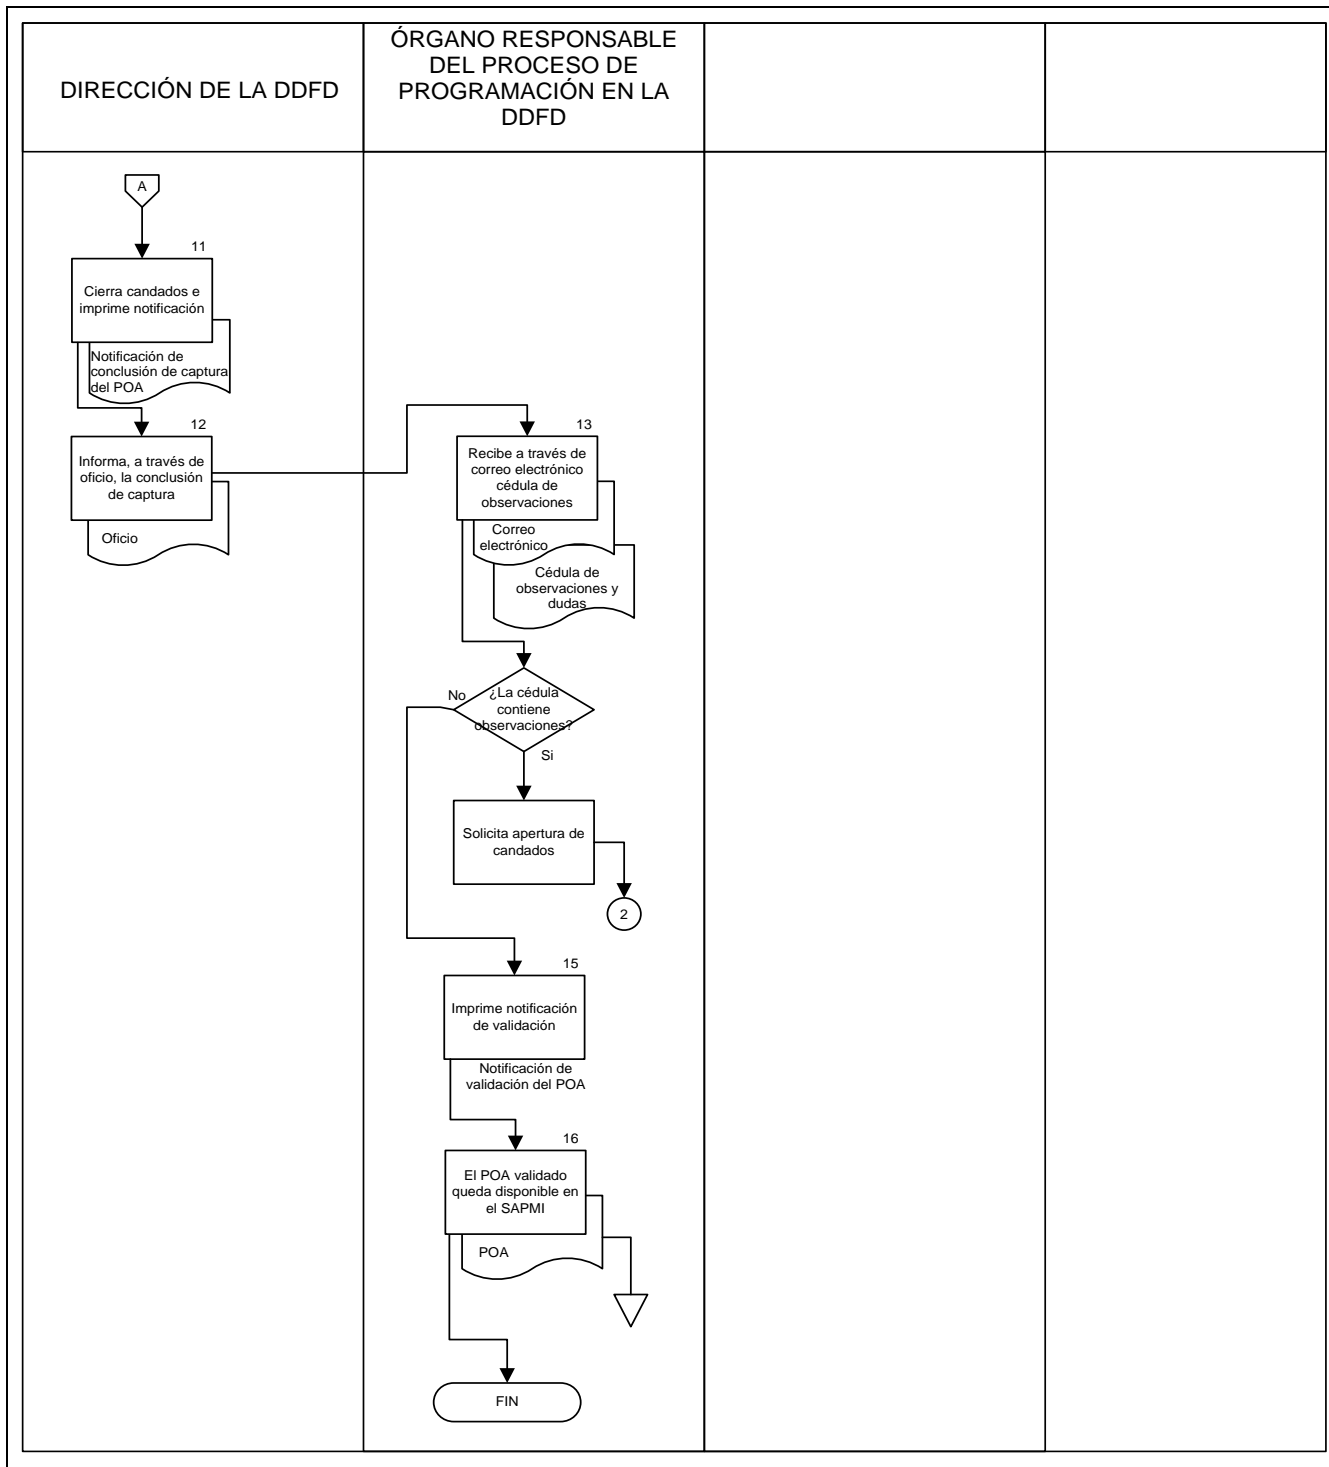 DIRECCIÓN DE LA DDFD
ÓRGANO RESPONSABLE
DEL PROCESO DE
PROGRAMACIÓN EN LA
DDFD
A
11
Cierra candados e
imprime notificación
Notificación de
conclusión de captura
del POA
12
Informa, a través de
oficio, la conclusión
de captura
Oficio
13
Recibe a través de
correo electrónico
cédula de
observaciones
Correo
electrónico
Cédula de
observaciones y
dudas
No
¿La cédula
contiene
observaciones?
Si
Solicita apertura de
candados
2
15
Imprime notificación
de validación
Notificación de
validación del POA
16
El POA validado
queda disponible en
el SAPMI
POA
FIN